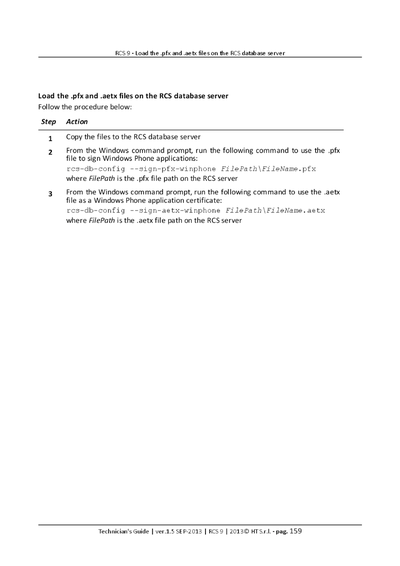 RCS 9 - Load the .pfx and .aetx files on the RCS database server
Load the .pfx and .aetx files on the RCS database server
Follow the procedure below:
Step Action
1 Copy the files to the RCS database server
2 From the Windows command prompt, run the following command to use the .pfx
file to sign Windows Phone applications:
rcs-db-config --sign-pfx-winphone FilePath\FileName.pfx
where FilePath is the .pfx file path on the RCS server
3 From the Windows command prompt, run the following command to use the .aetx
file as a Windows Phone application certificate:
rcs-db-config --sign-aetx-winphone FilePath\FileName.aetx
where FilePath is the .aetx file path on the RCS server
Technician's Guide | ver.1.5 SEP-2013 | RCS 9 | 2013© HT S.r.l. - pag. 159